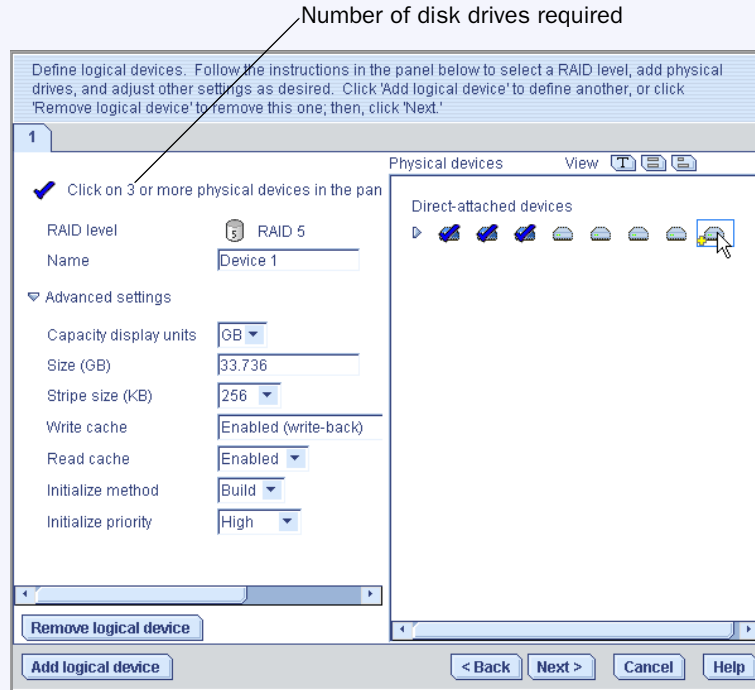 Number of disk drives required
Define logical devices.  Follow the instructions in the panel below to select a RAID level, add physical
drives, and adjust other settings as desired.  Click 'Add logical device' to define another, or click
'Remove logical device' to remove this one; then, click 'Next.'
1
Physical devices
View
T
Click on 3 or more physical devices in the pan
Direct-attached devices
RAID level
5
RAID 5
Name
Device 1
Advanced settings
Capacity display units
GB
Size (GB)
33.736
Stripe size (KB)
256
Write cache
Enabled (write-back)
Read cache
Enabled
Initialize method
Build
Initialize priority
High
Remove logical device
Add logical device
< Back
Next >
Cancel
Help